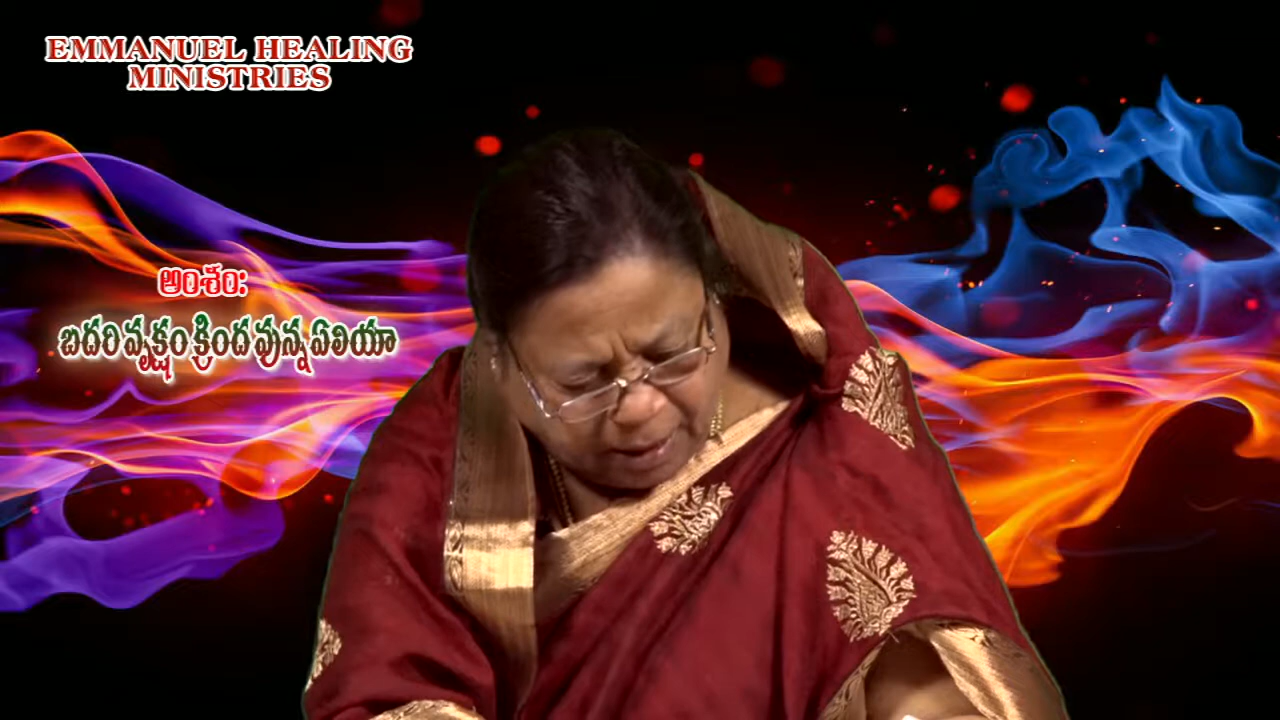 EMMANUEL HEALING
MINISTRIES
అంశం:
బదరి వృక్షం క్రింద వున్న ఏలియా